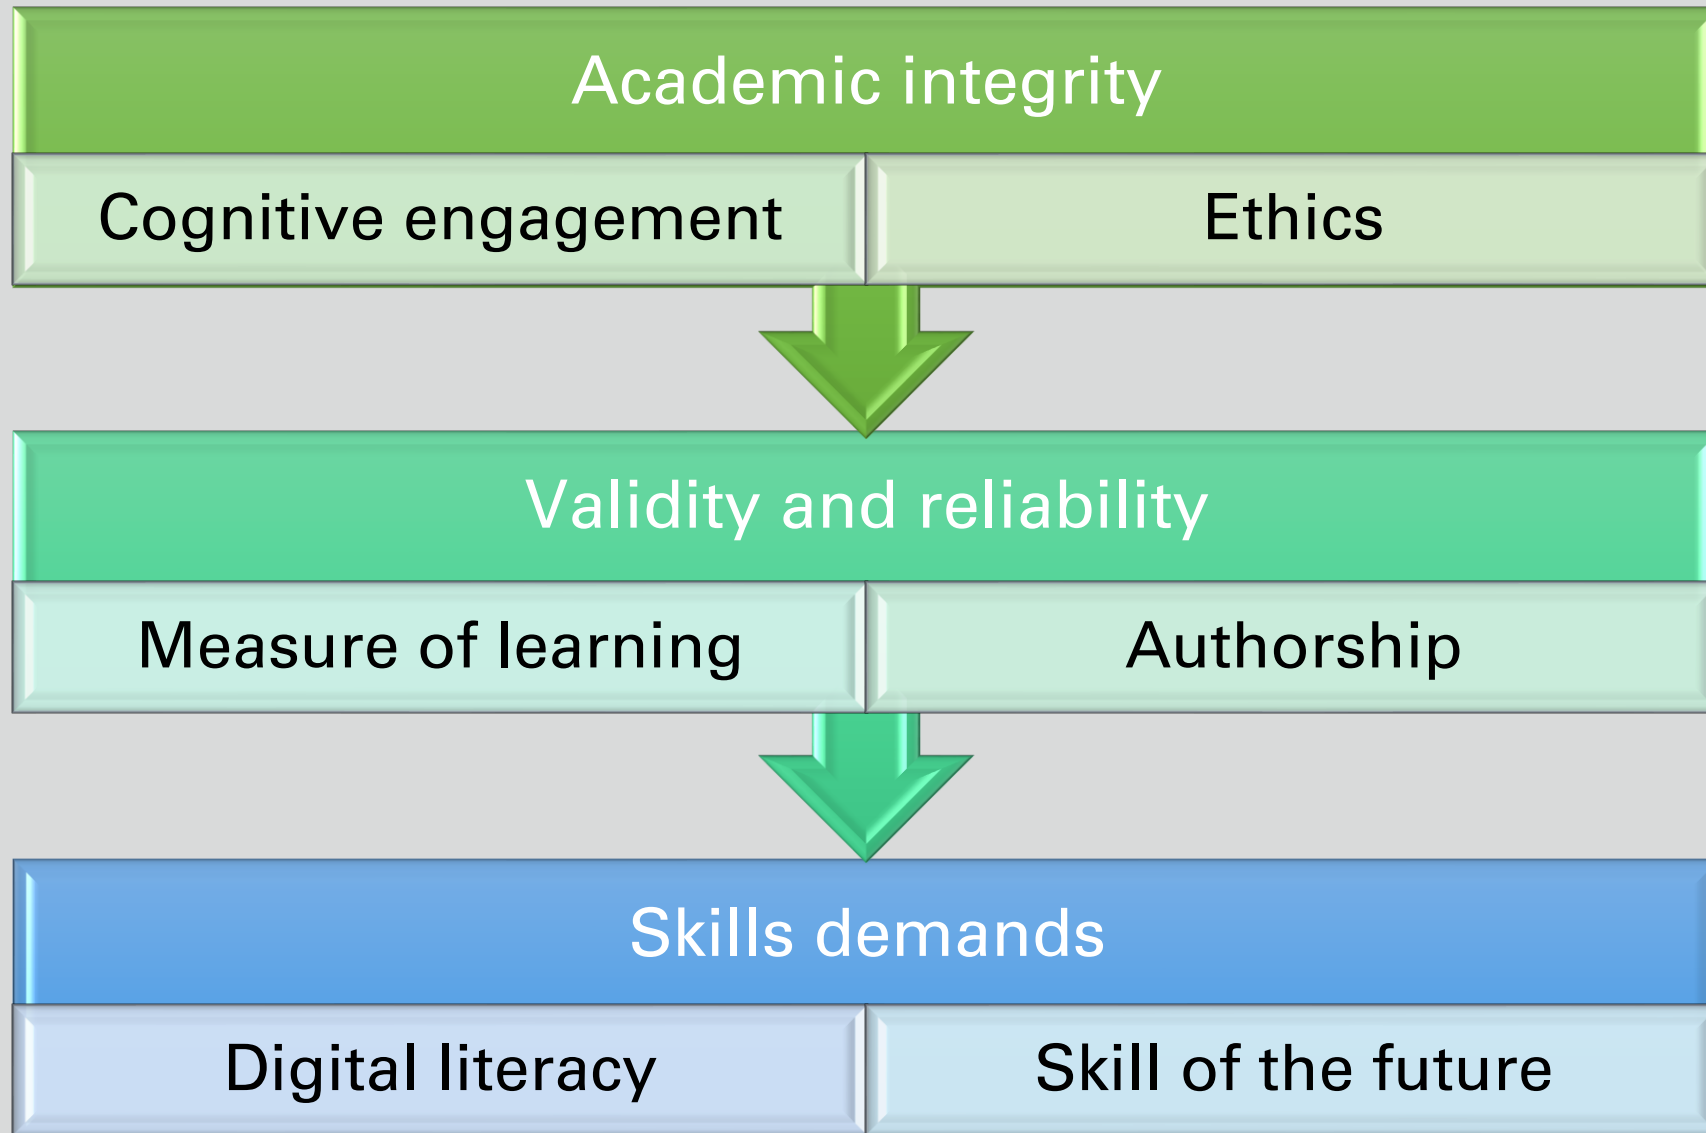 Academic integrity
Cognitive engagement
Ethics
Validity and reliability
Measure of learning
Authorship
Skills demands
Digital literacy
Skill of the future